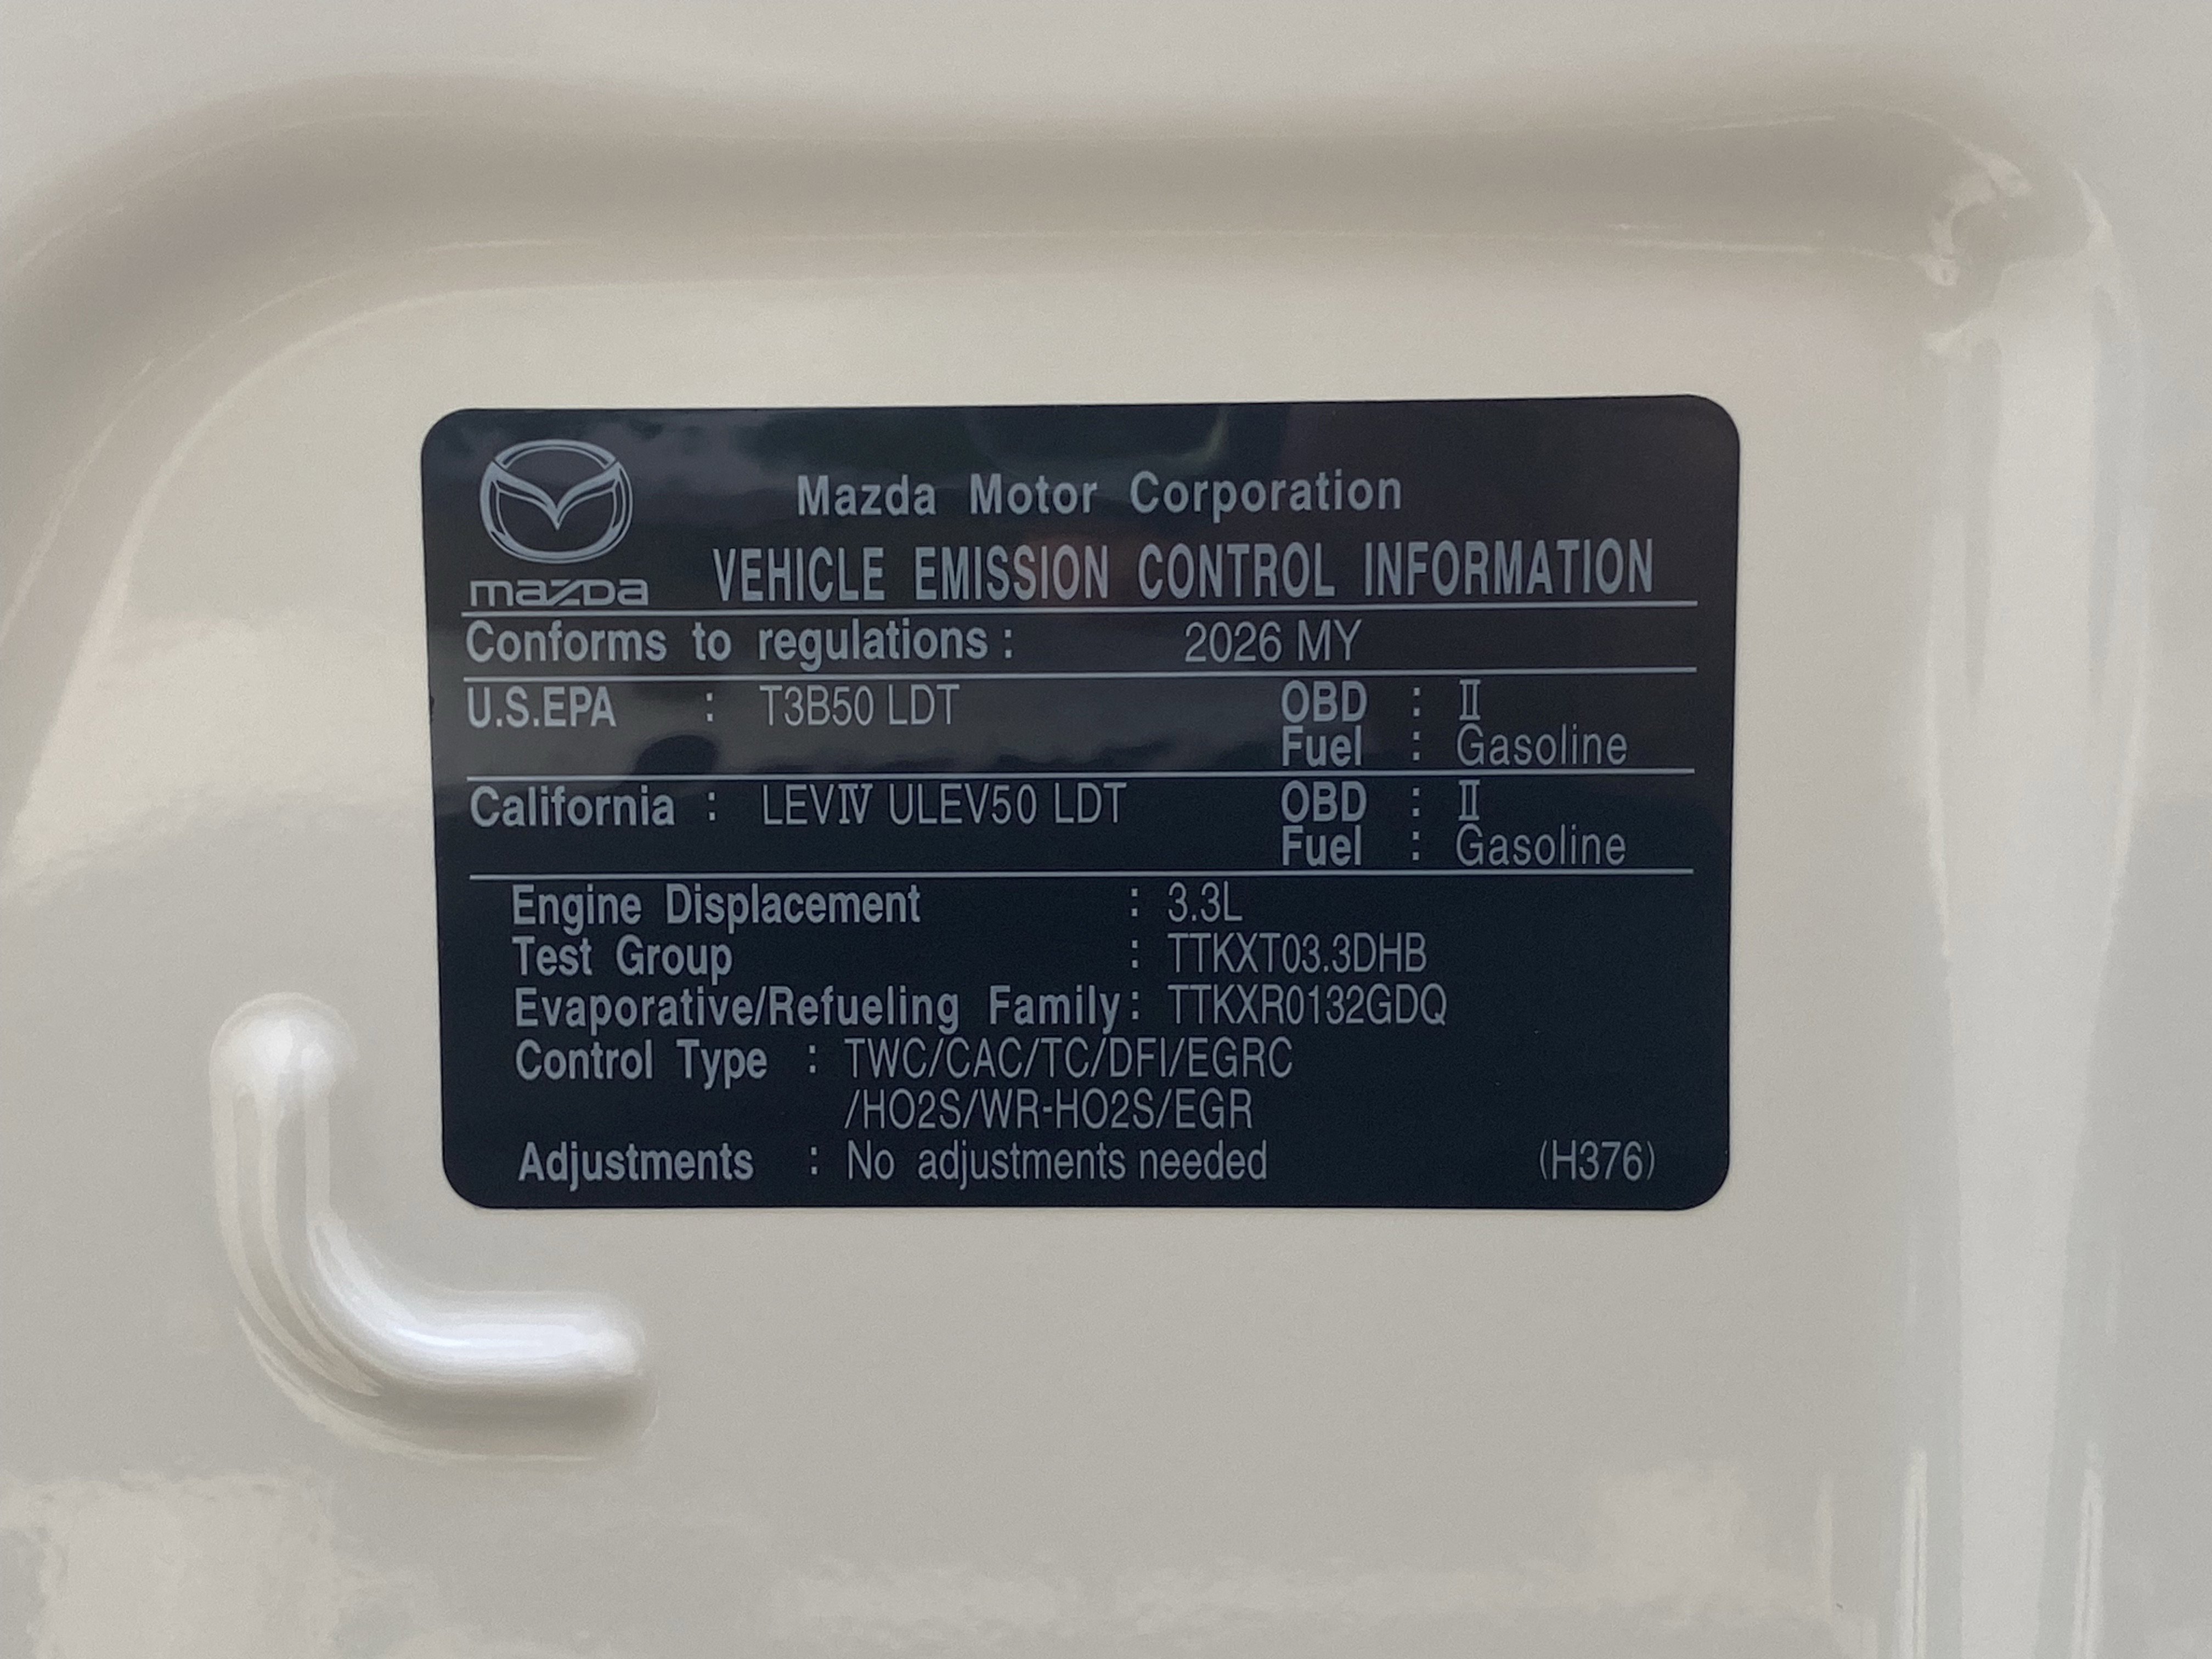 Mazda Motor Corporation
mazda VEHICLE EMISSION CONTROL INFORMATION
Conforms to regulations : 2026 MY
U.S.EPA : T3B50 LDT OBD : Ⅱ
Fuel : Gasoline
California : LEVⅣ ULEV50 LDT OBD : Ⅱ
Fuel : Gasoline
Engine Displacement : 3.3L
Test Group : TTKXT03.3DHB
Evaporative/Refueling Family : TTKXR0132GDQ
Control Type : TWC/CAC/TC/DFI/EGRC
/HO2S/WR-HO2S/EGR
Adjustments : No adjustments needed (H376)